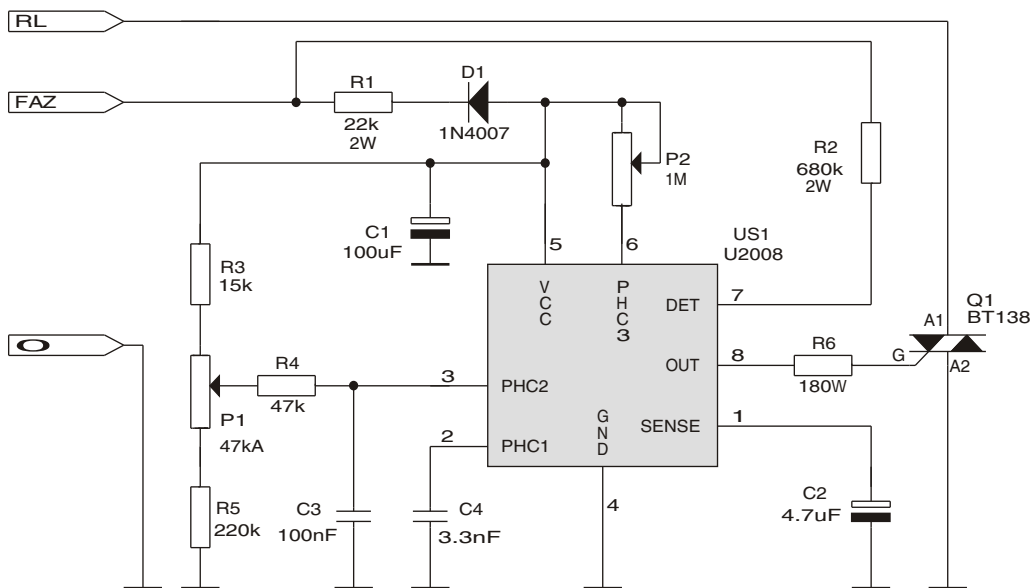 RL
FAZ
R1
22k
2W
D1
1N4007
P2
1M
R2
680k
2W
C1
100uF
5
6
US1
U2008
R3
15k
VCC
PHC3
DET
7
Q1
BT138
A1
A2
G
O
OUT
8
R6
180W
R4
47k
3
PHC2
P1
47kA
GND
SENSE
1
2
PHC1
R5
220k
C3
100nF
C4
3.3nF
4
C2
4.7uF